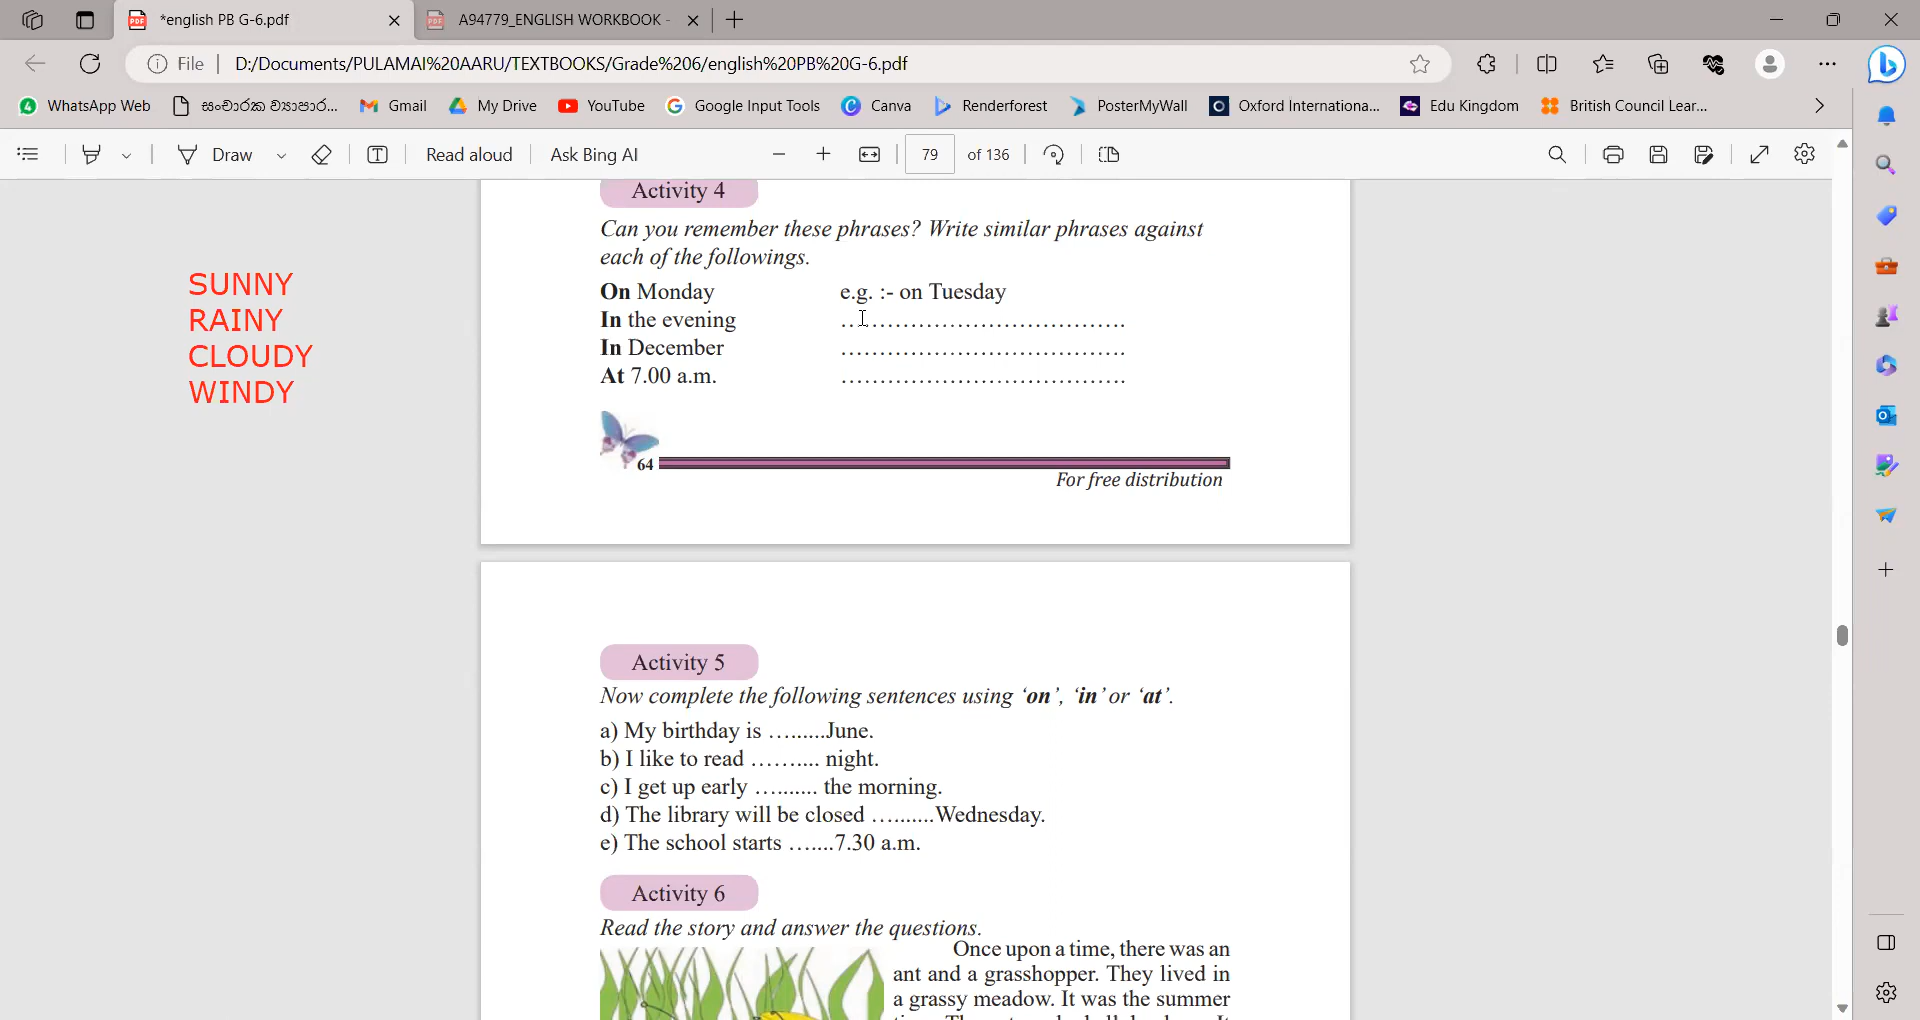 *english PB G-6.pdf
A94779_ENGLISH WORKBOOK -
File
D:/Documents/PULAMAI%20AARU/TEXTBOOKS/Grade%206/english%20PB%20G-6.pdf
WhatsApp Web
සංචාරක ව්‍යාපාර...
Gmail
My Drive
YouTube
Google Input Tools
Canva
Renderforest
PosterMyWall
Oxford Internationa...
Edu Kingdom
British Council Lear...
Draw
Read aloud
Ask Bing AI
79 of 136
SUNNY
RAINY
CLOUDY
WINDY
Activity 4
Can you remember these phrases? Write similar phrases against
each of the followings.
On Monday e.g. :- on Tuesday
In the evening ....................................
In December ....................................
At 7.00 a.m. ....................................
64
For free distribution
Activity 5
Now complete the following sentences using ‘on’, ‘in’ or ‘at’.
a) My birthday is ….......June.
b) I like to read ……..... night.
c) I get up early …....... the morning.
d) The library will be closed ….......Wednesday.
e) The school starts …....7.30 a.m.
Activity 6
Read the story and answer the questions.
Once upon a time, there was an
ant and a grasshopper. They lived in
a grassy meadow. It was the summer